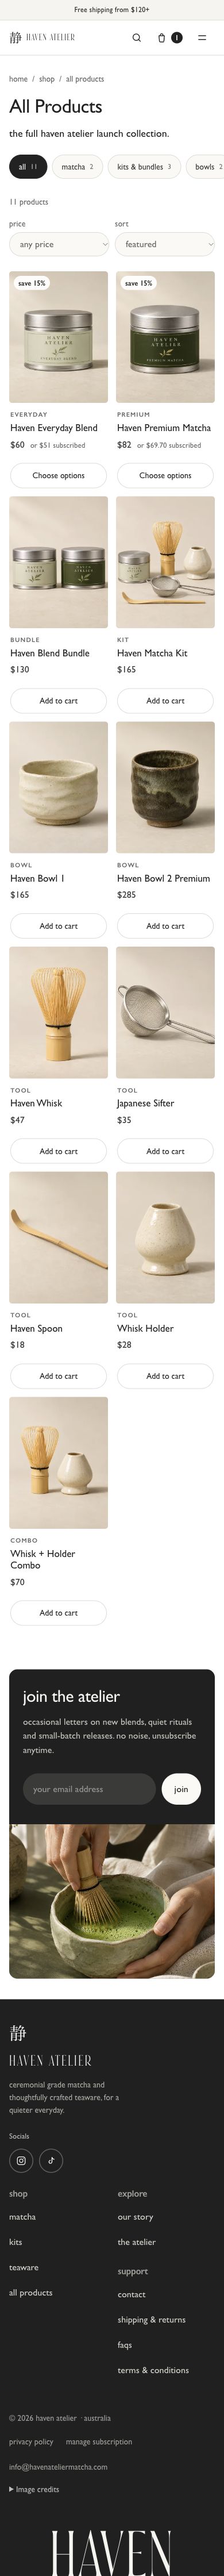 Free shipping from $120+
静 HAVEN ATELIER
1
home / shop / all products
All Products
the full haven atelier launch collection.
all 11
matcha 2
kits & bundles 3
bowls 2
11 products
price
sort
any price
featured
save 15%
save 15%
HAVEN ATELIER
HAVEN ATELIER
EVERYDAY
PREMIUM
Haven Everyday Blend
Haven Premium Matcha
$60 or $51 subscribed
$82 or $69.70 subscribed
Choose options
Choose options
BUNDLE
KIT
Haven Blend Bundle
Haven Matcha Kit
$130
$165
Add to cart
Add to cart
BOWL
BOWL
Haven Bowl 1
Haven Bowl 2 Premium
$165
$285
Add to cart
Add to cart
TOOL
TOOL
Haven Whisk
Japanese Sifter
$47
$35
Add to cart
Add to cart
TOOL
TOOL
Haven Spoon
Whisk Holder
$18
$28
Add to cart
Add to cart
COMBO
Whisk + Holder
Combo
$70
Add to cart
join the atelier
occasional letters on new blends, quiet rituals
and small-batch releases. no noise, unsubscribe
anytime.
your email address
join
静
HAVEN ATELIER
ceremonial grade matcha and
thoughtfully crafted teaware, for a
quieter everyday.
Socials
shop
explore
matcha
our story
kits
the atelier
teaware
support
all products
contact
shipping & returns
faqs
terms & conditions
© 2026 haven atelier · australia
privacy policy
manage subscription
info@havenateliermatcha.com
Image credits
HAVEN